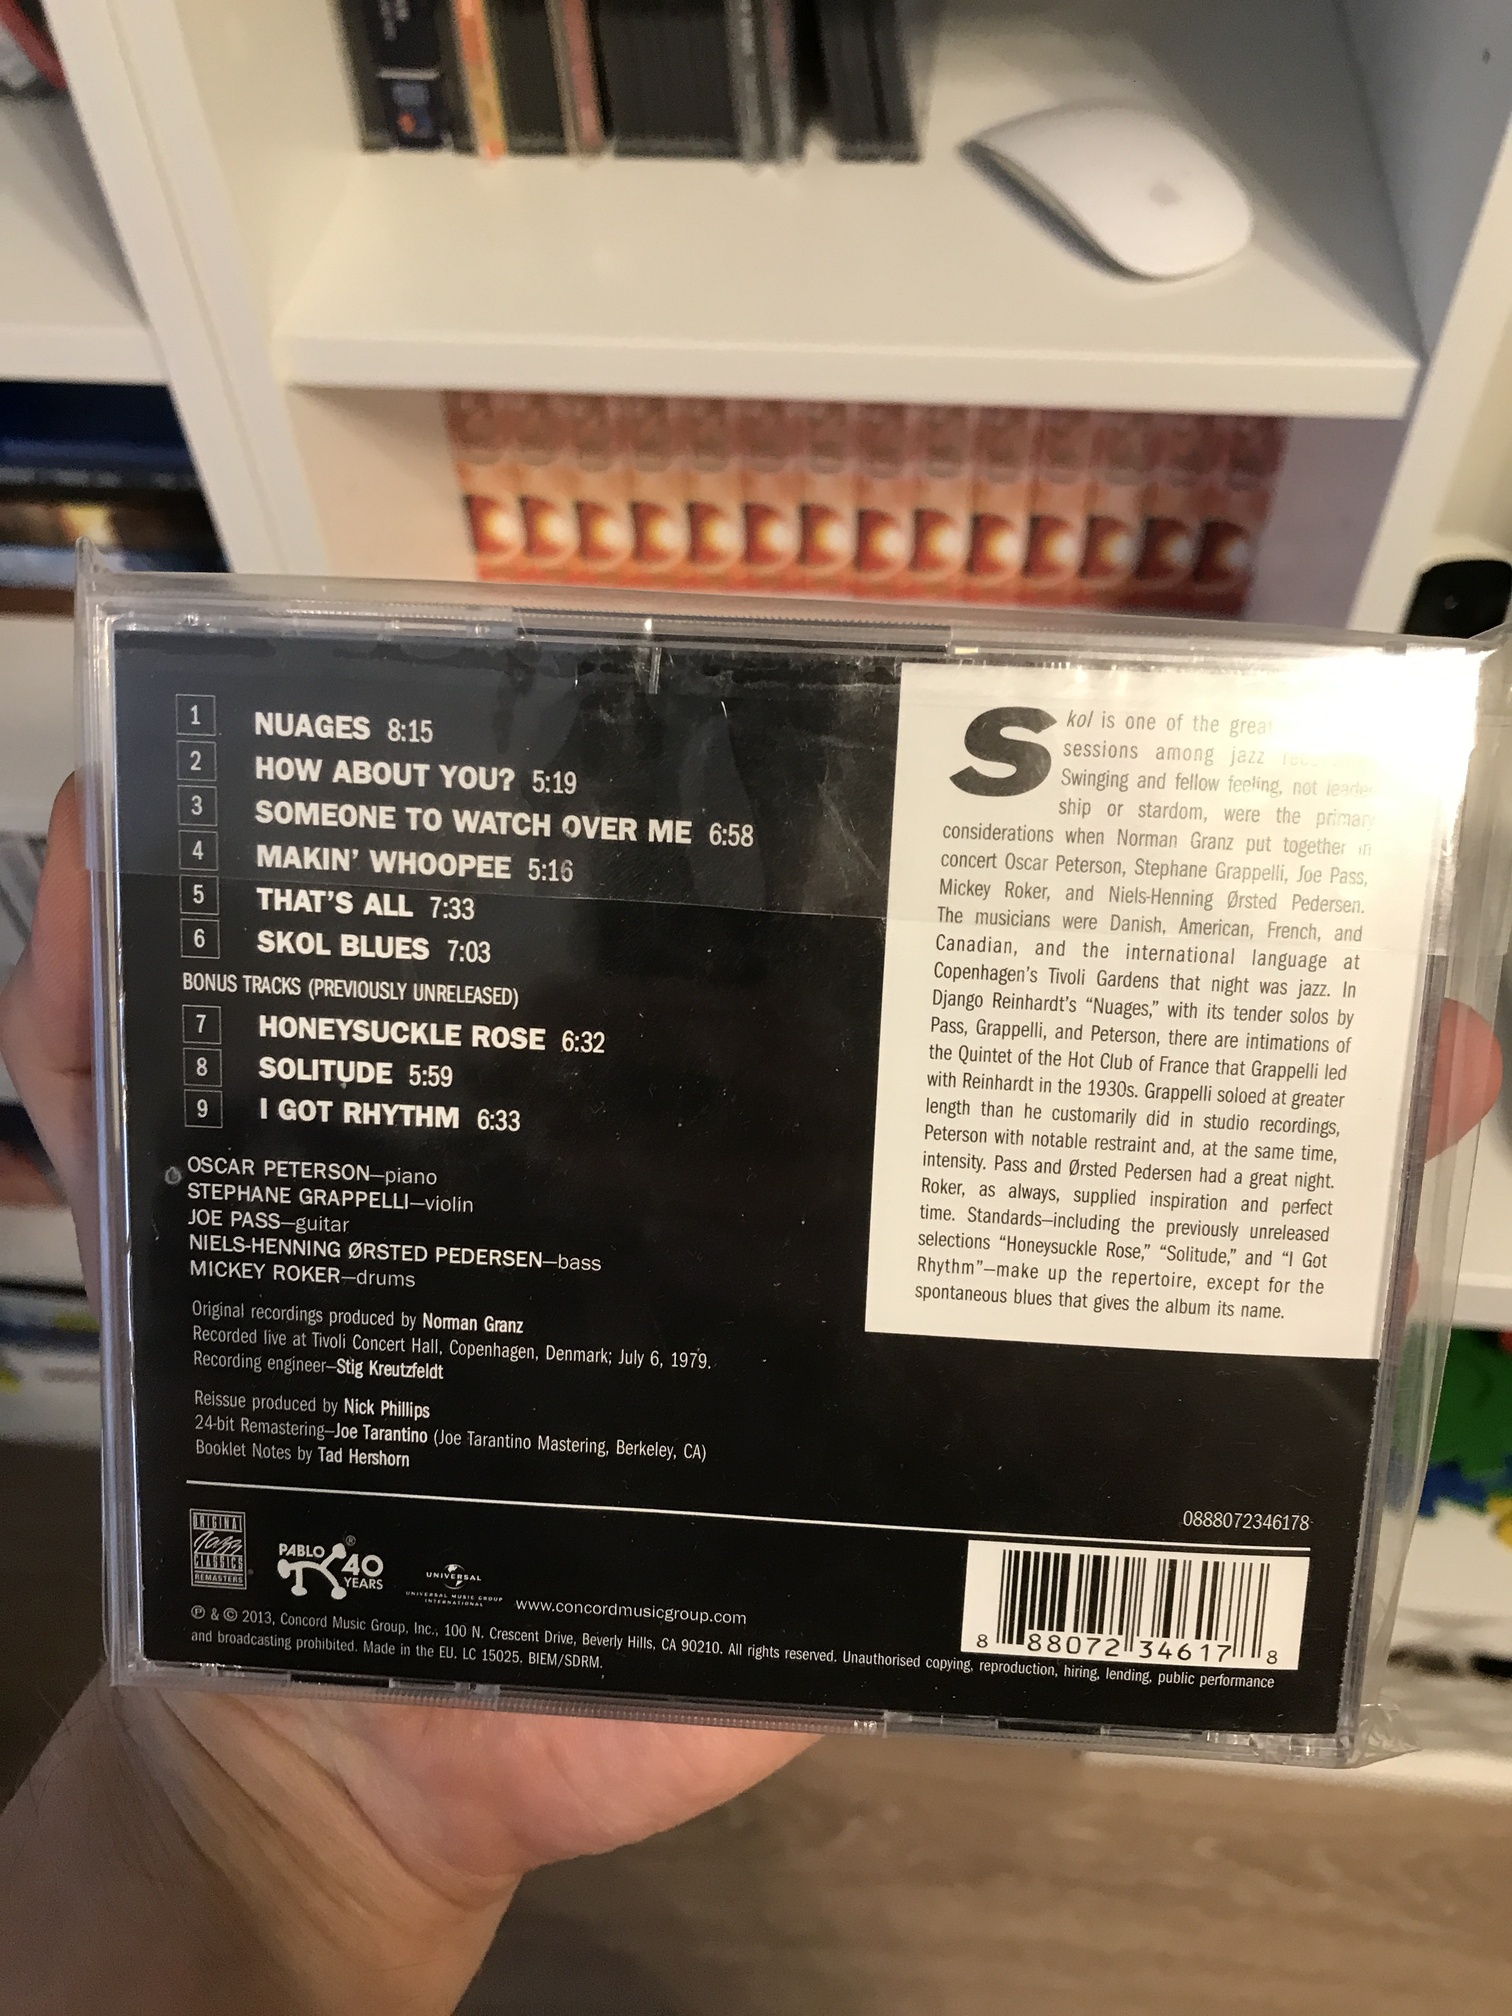 1 NUAGES 8:15
2 HOW ABOUT YOU? 5:19
3 SOMEONE TO WATCH OVER ME 6:58
4 MAKIN' WHOOPEE 5:16
5 THAT'S ALL 7:33
6 SKOL BLUES 7:03
BONUS TRACKS (PREVIOUSLY UNRELEASED)
7 HONEYSUCKLE ROSE 6:32
8 SOLITUDE 5:59
9 I GOT RHYTHM 6:33
OSCAR PETERSON—piano
STEPHANE GRAPPELLI—violin
JOE PASS—guitar
NIELS-HENNING ØRSTED PEDERSEN—bass
MICKEY ROKER—drums
Original recordings produced by Norman Granz
Recorded live at Tivoli Concert Hall, Copenhagen, Denmark; July 6, 1979.
Recording engineer—Stig Kreutzfeldt
Reissue produced by Nick Phillips
24-bit Remastering—Joe Tarantino (Joe Tarantino Mastering, Berkeley, CA)
Booklet Notes by Tad Hershorn
Skol is one of the
sessions among jazz
Swinging and fellow feeling, not leader-
ship or stardom, were the primary
considerations when Norman Granz put together in
concert Oscar Peterson, Stephane Grappelli, Joe Pass,
Mickey Roker, and Niels-Henning Ørsted Pedersen.
The musicians were Danish, American, French, and
Canadian, and the international language at
Copenhagen's Tivoli Gardens that night was jazz. In
Django Reinhardt's "Nuages," with its tender solos by
Pass, Grappelli, and Peterson, there are intimations of
the Quintet of the Hot Club of France that Grappelli led
with Reinhardt in the 1930s. Grappelli soloed at greater
length than he customarily did in studio recordings,
Peterson with notable restraint and, at the same time,
intensity. Pass and Ørsted Pedersen had a great night.
Roker, as always, supplied inspiration and perfect
time. Standards—including the previously unreleased
selections "Honeysuckle Rose," "Solitude," and "I Got
Rhythm"—make up the repertoire, except for the
spontaneous blues that gives the album its name.
0888072346178
ORIGINAL
Jazz
CLASSICS
REMASTERS
PABLO ® 40
YEARS
UNIVERSAL
UNIVERSAL MUSIC GROUP
INTERNATIONAL
www.concordmusicgroup.com
8 88072 34617 8
℗ & © 2013, Concord Music Group, Inc., 100 N. Crescent Drive, Beverly Hills, CA 90210. All rights reserved. Unauthorised copying, reproduction, hiring, lending, public performance
and broadcasting prohibited. Made in the EU. LC 15025. BIEM/SDRM.